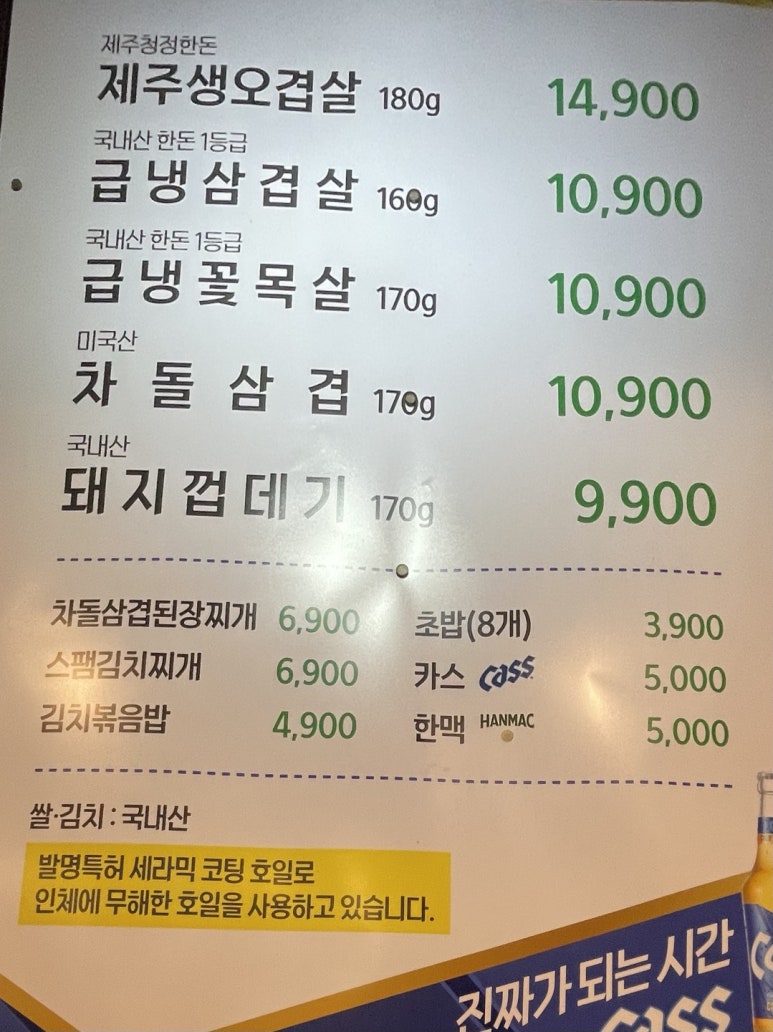 제주청정한돈
제주생오겹살 180g 14,900
국내산 한돈 1등급
급냉삼겹살 160g 10,900
국내산 한돈 1등급
급냉꽃목살 170g 10,900
미국산
차돌삼겹 170g 10,900
국내산
돼지껍데기 170g 9,900
차돌삼겹된장찌개 6,900 초밥(8개) 3,900
스팸김치찌개 6,900 카스 Cass 5,000
김치볶음밥 4,900 한맥 HANMAC 5,000
쌀·김치 : 국내산
발명특허 세라믹 코팅 호일로
인체에 무해한 호일을 사용하고 있습니다.
진짜가 되는 시간
Cass